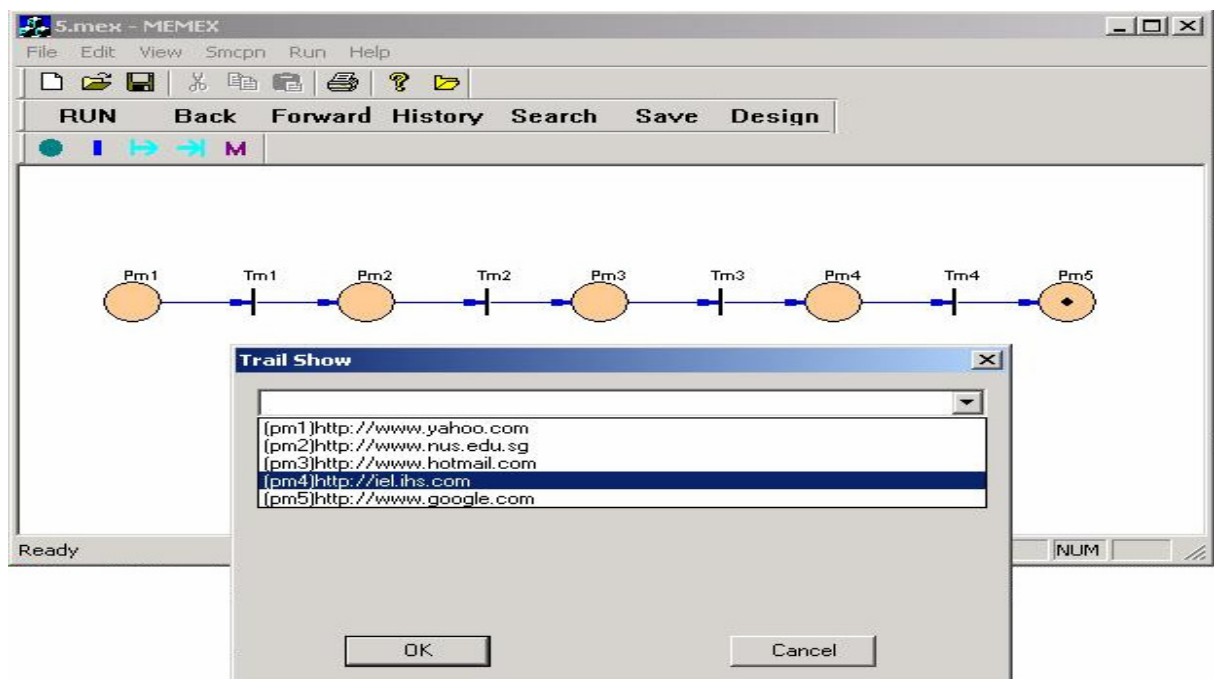 5.mex - MEMEX
File Edit View Smcpn Run Help
RUN Back Forward History Search Save Design
M
Pm1 Tm1 Pm2 Tm2 Pm3 Tm3 Pm4 Tm4 Pm5
Trail Show
(pm1)http://www.yahoo.com
(pm2)http://www.nus.edu.sg
(pm3)http://www.hotmail.com
(pm4)http://iel.ihs.com
(pm5)http://www.google.com
Ready NUM
OK Cancel